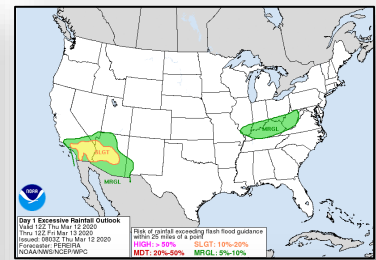 MRGL
SLGT
MRGL
NOAA
Day 1 Excessive Rainfall Outlook
Valid 12Z Thu Mar 12 2020
Thru 12Z Fri Mar 13 2020
Issued: 0803Z Thu Mar 12 2020
Forecaster: PEREIRA
NOAA/NWS/NCEP/WPC
Risk of rainfall exceeding flash flood guidance
within 25 miles of a point
HIGH: > 50% SLGT: 10%-20%
MDT: 20%-50% MRGL: 5%-10%